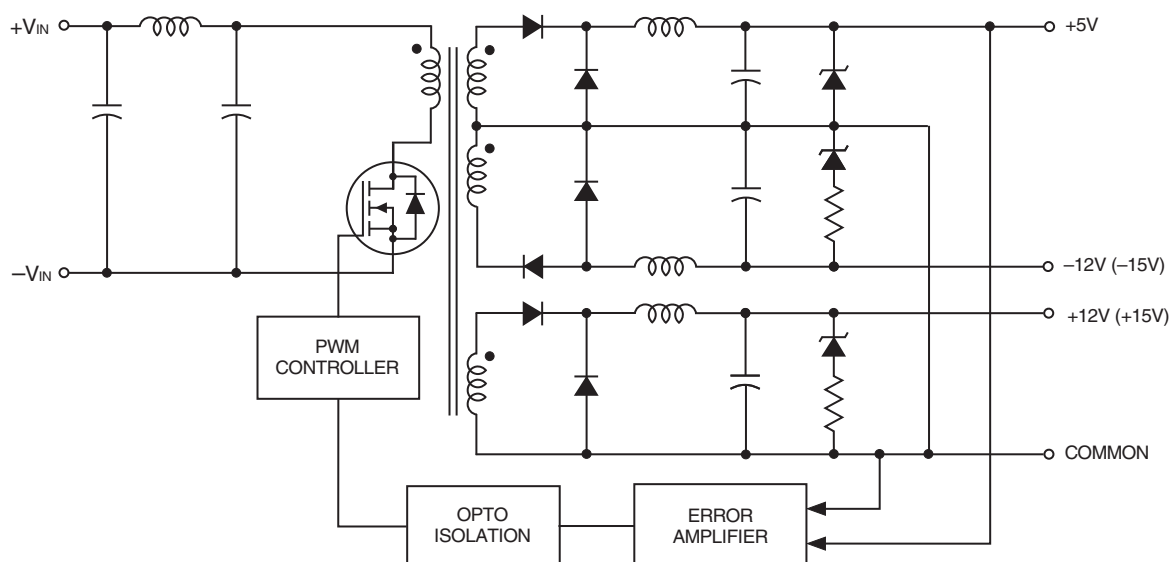 +VIN
–VIN
PWM
CONTROLLER
+5V
–12V (–15V)
+12V (+15V)
COMMON
OPTO
ISOLATION
ERROR
AMPLIFIER